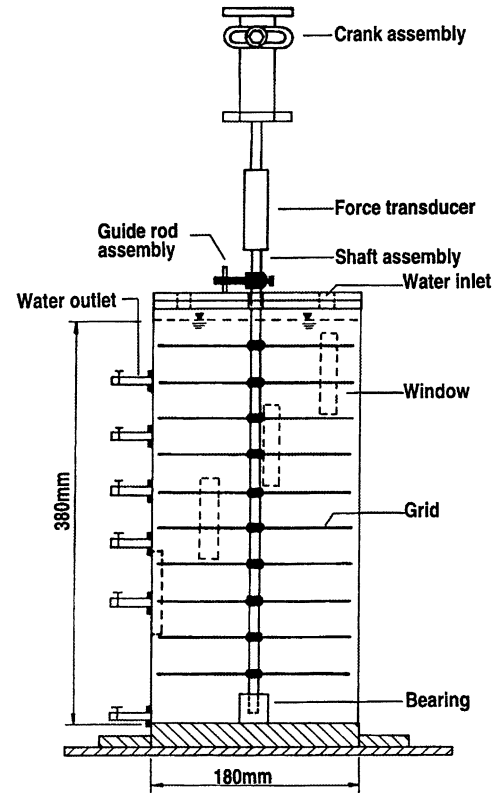 Crank assembly
Force transducer
Guide rod
assembly
Shaft assembly
Water inlet
Water outlet
Window
380mm
Grid
Bearing
180mm